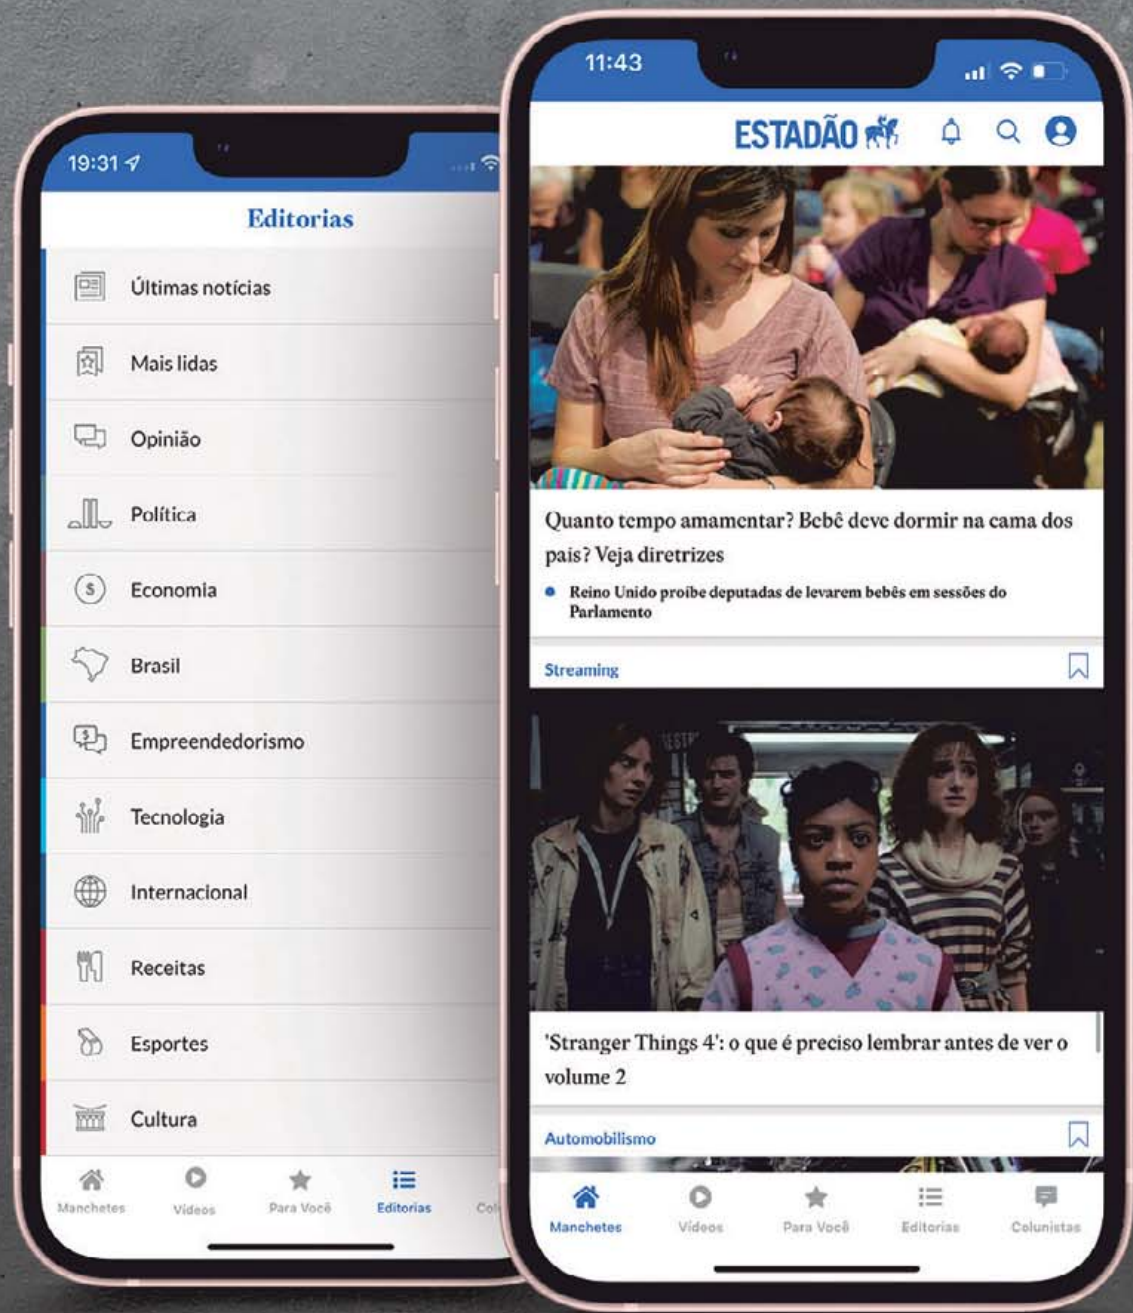 19:31
Editorias
Últimas notícias
Mais lidas
Opinião
Política
Economia
Brasil
Empreendedorismo
Tecnologia
Internacional
Receitas
Esportes
Cultura
Manchetes
Vídeos
Para Você
Editorias
11:43
ESTADÃO
Quanto tempo amamentar? Bebê deve dormir na cama dos
pais? Veja diretrizes
Reino Unido proíbe deputadas de levarem bebês em sessões do
Parlamento
Streaming
'Stranger Things 4': o que é preciso lembrar antes de ver o
volume 2
Automobilismo
Manchetes
Vídeos
Para Você
Editorias
Colunistas